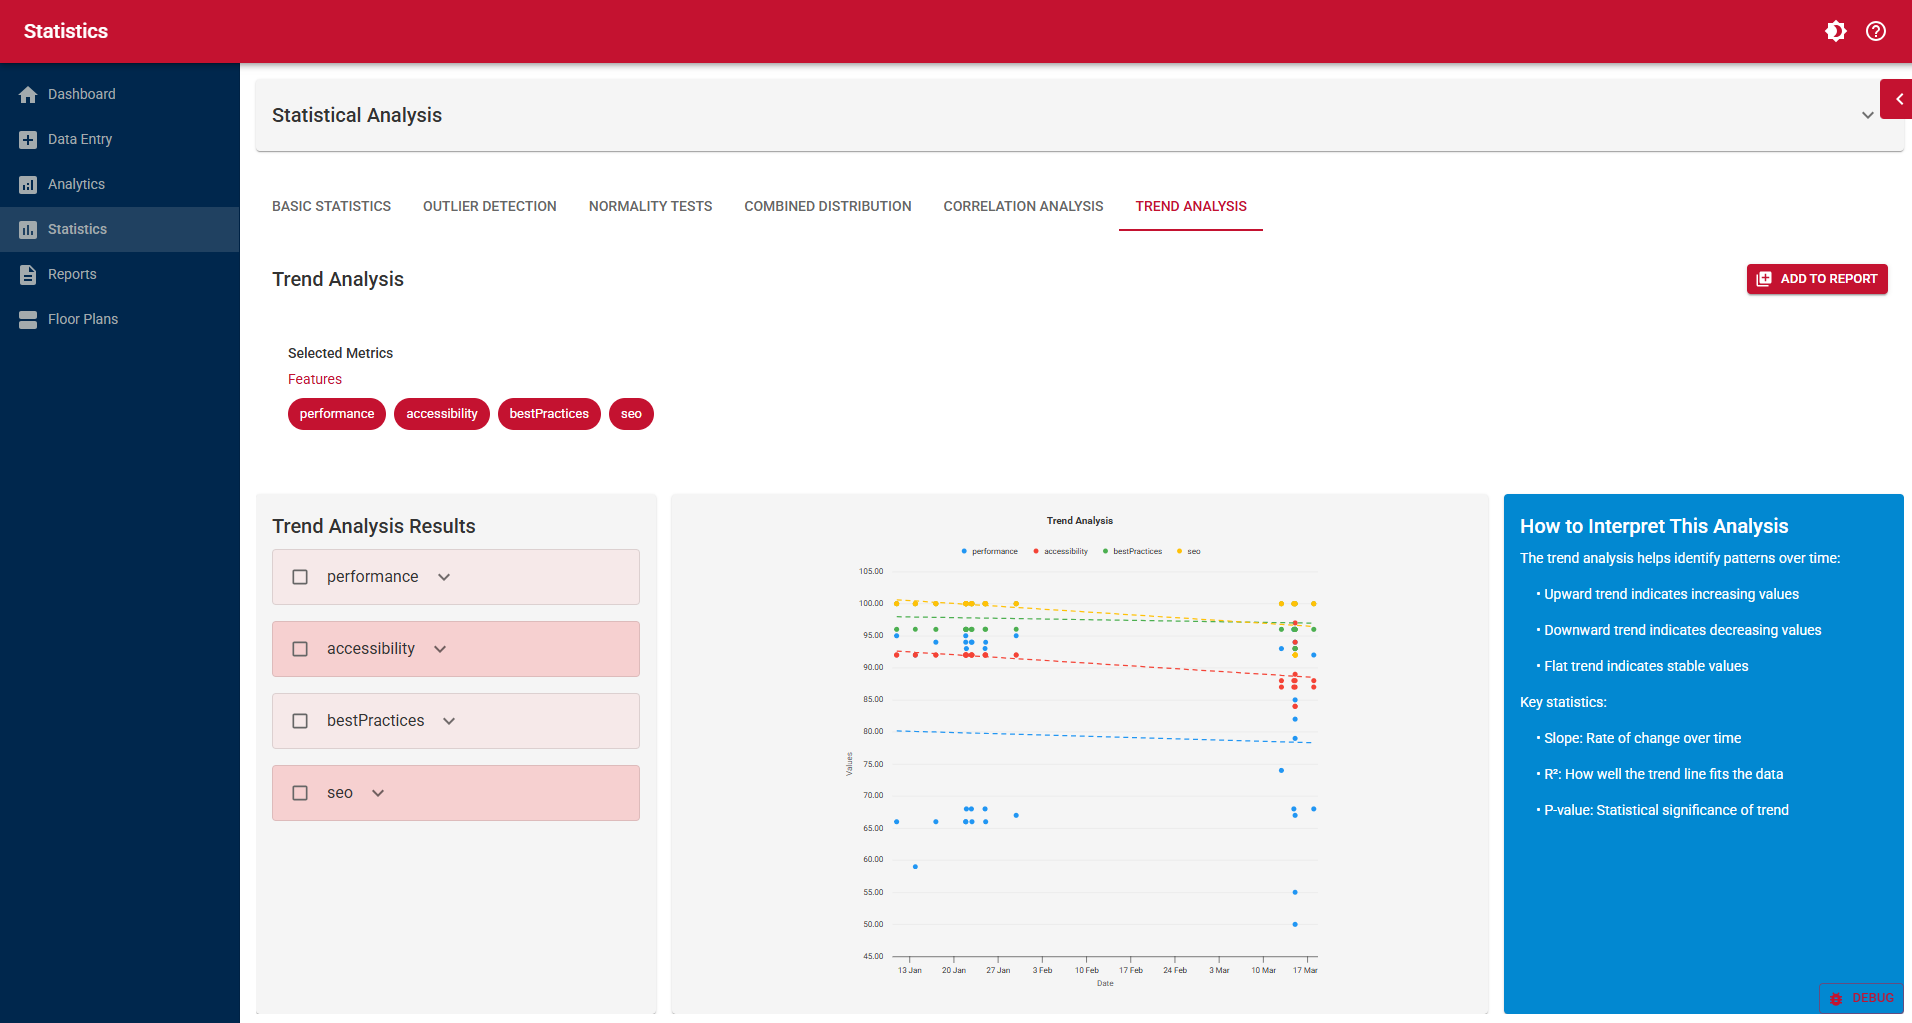 Statistics
Dashboard
Data Entry
Analytics
Statistics
Reports
Floor Plans
Statistical Analysis
BASIC STATISTICS
OUTLIER DETECTION
NORMALITY TESTS
COMBINED DISTRIBUTION
CORRELATION ANALYSIS
TREND ANALYSIS
Trend Analysis
ADD TO REPORT
Selected Metrics
Features
performance
accessibility
bestPractices
seo
Trend Analysis Results
performance
accessibility
bestPractices
seo
Trend Analysis
performance
accessibility
bestPractices
seo
105.00
100.00
95.00
90.00
85.00
80.00
75.00
70.00
65.00
60.00
55.00
50.00
45.00
Values
13 Jan
20 Jan
27 Jan
3 Feb
10 Feb
17 Feb
24 Feb
3 Mar
10 Mar
17 Mar
Date
How to Interpret This Analysis
The trend analysis helps identify patterns over time:
• Upward trend indicates increasing values
• Downward trend indicates decreasing values
• Flat trend indicates stable values
Key statistics:
• Slope: Rate of change over time
• R²: How well the trend line fits the data
• P-value: Statistical significance of trend
DEBUG